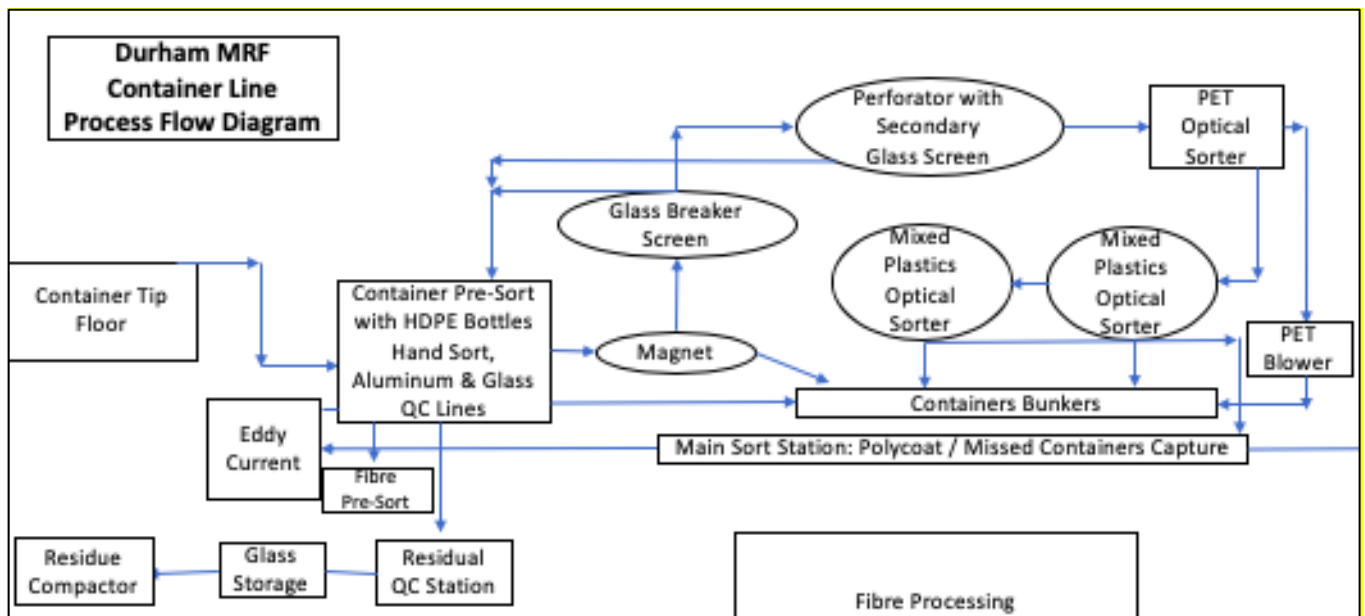 Durham MRF
Container Line
Process Flow Diagram
Perforator with
Secondary
Glass Screen
PET
Optical
Sorter
Glass Breaker
Screen
Mixed
Plastics
Optical
Sorter
Mixed
Plastics
Optical
Sorter
Container Tip
Floor
Container Pre-Sort
with HDPE Bottles
Hand Sort,
Aluminum & Glass
QC Lines
Magnet
PET
Blower
Containers Bunkers
Eddy
Current
Main Sort Station: Polycoat / Missed Containers Capture
Fibre
Pre-Sort
Residue
Compactor
Glass
Storage
Residual
QC Station
Fibre Processing